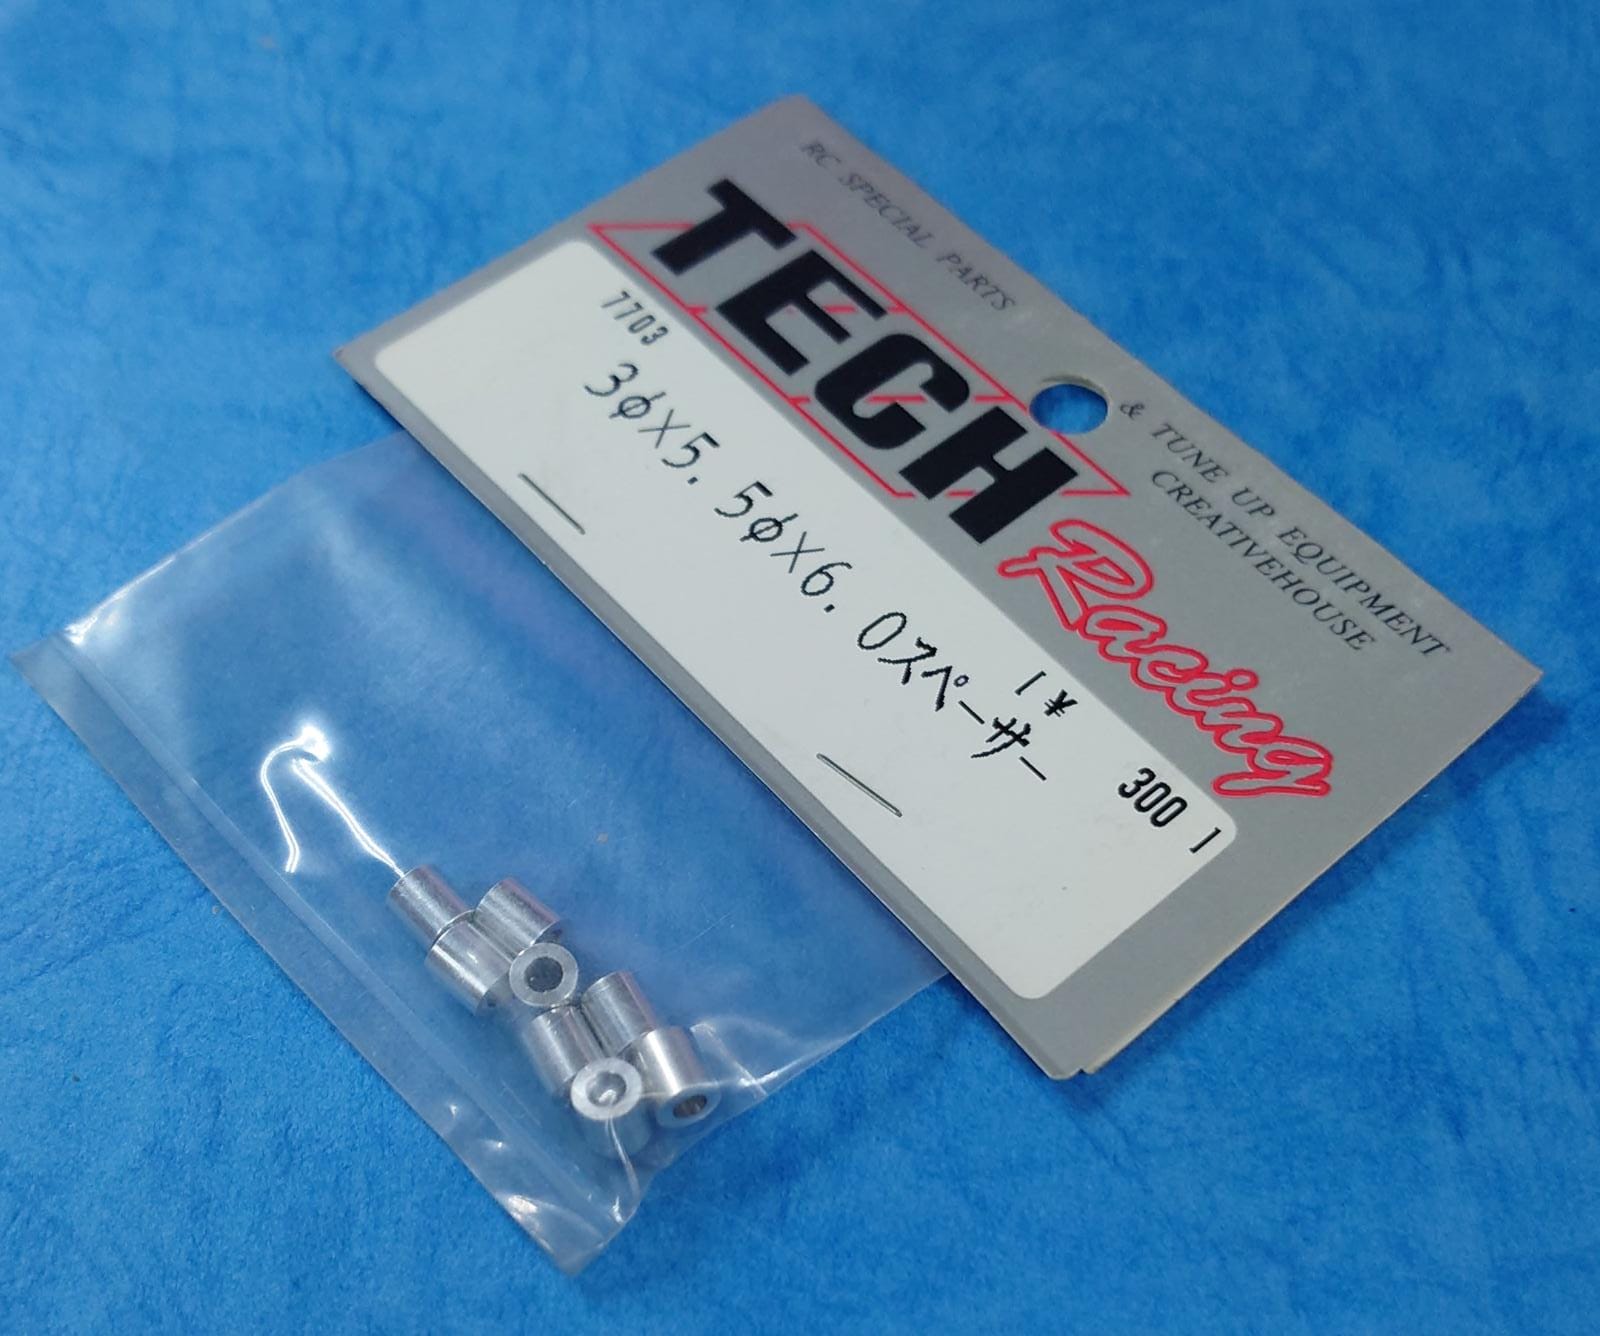 RC SPECIAL PARTS & TUNE UP EQUIPMENT
CREATIVEHOUSE
TECH
Racing
7703
3φ×5.5φ×6.0スペーサー
[¥ 300]